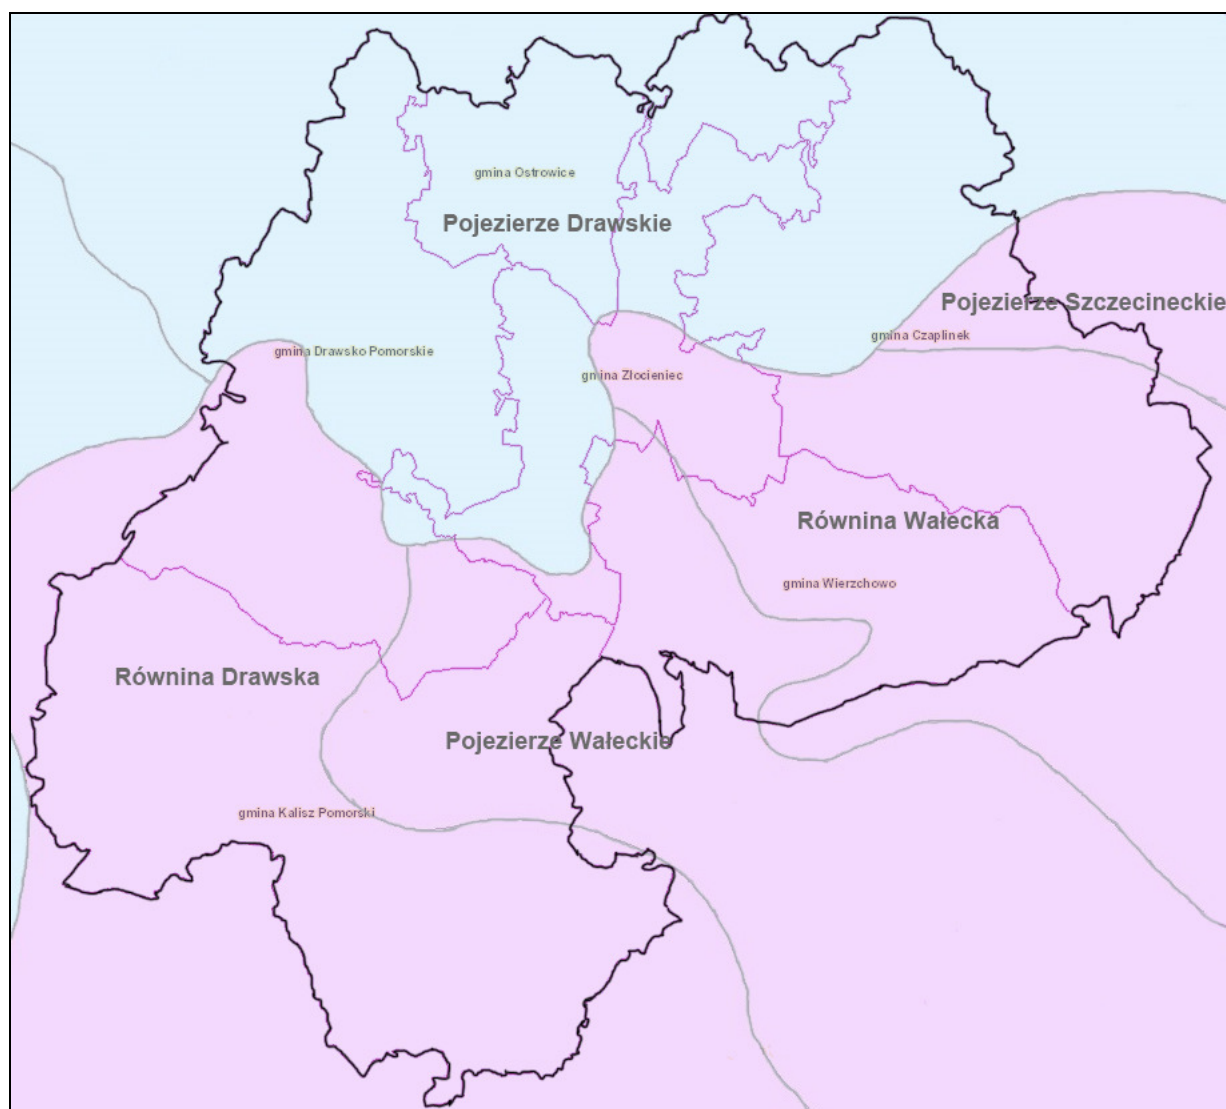 gmina Ostrowice
Pojezierze Drawskie
Pojezierze Szczecineckie
gmina Czaplinek
gmina Drawsko Pomorskie
gmina Złocieniec
Równina Wałecka
gmina Wierzchowo
Równina Drawska
Pojezierze Wałeckie
gmina Kalisz Pomorski